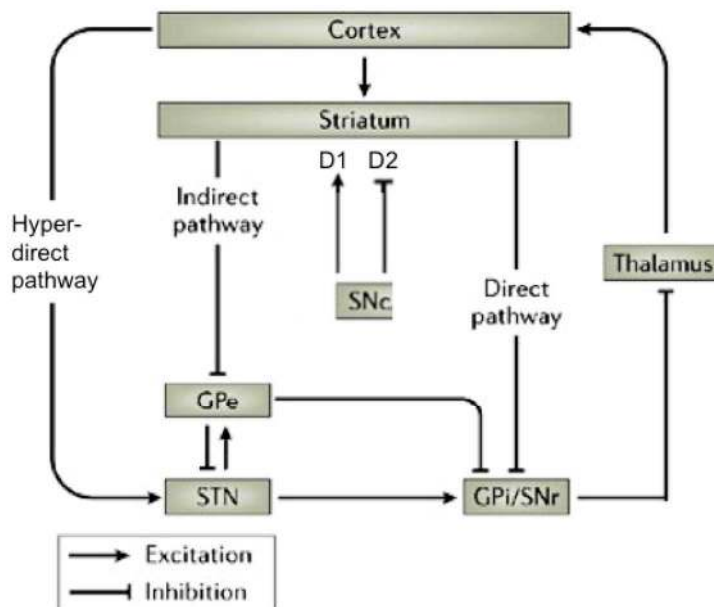 Cortex
Striatum
D1 D2
Indirect
pathway
Hyper-
direct
pathway
SNc
Direct
pathway
Thalamus
GPe
STN
GPi/SNr
Excitation
Inhibition